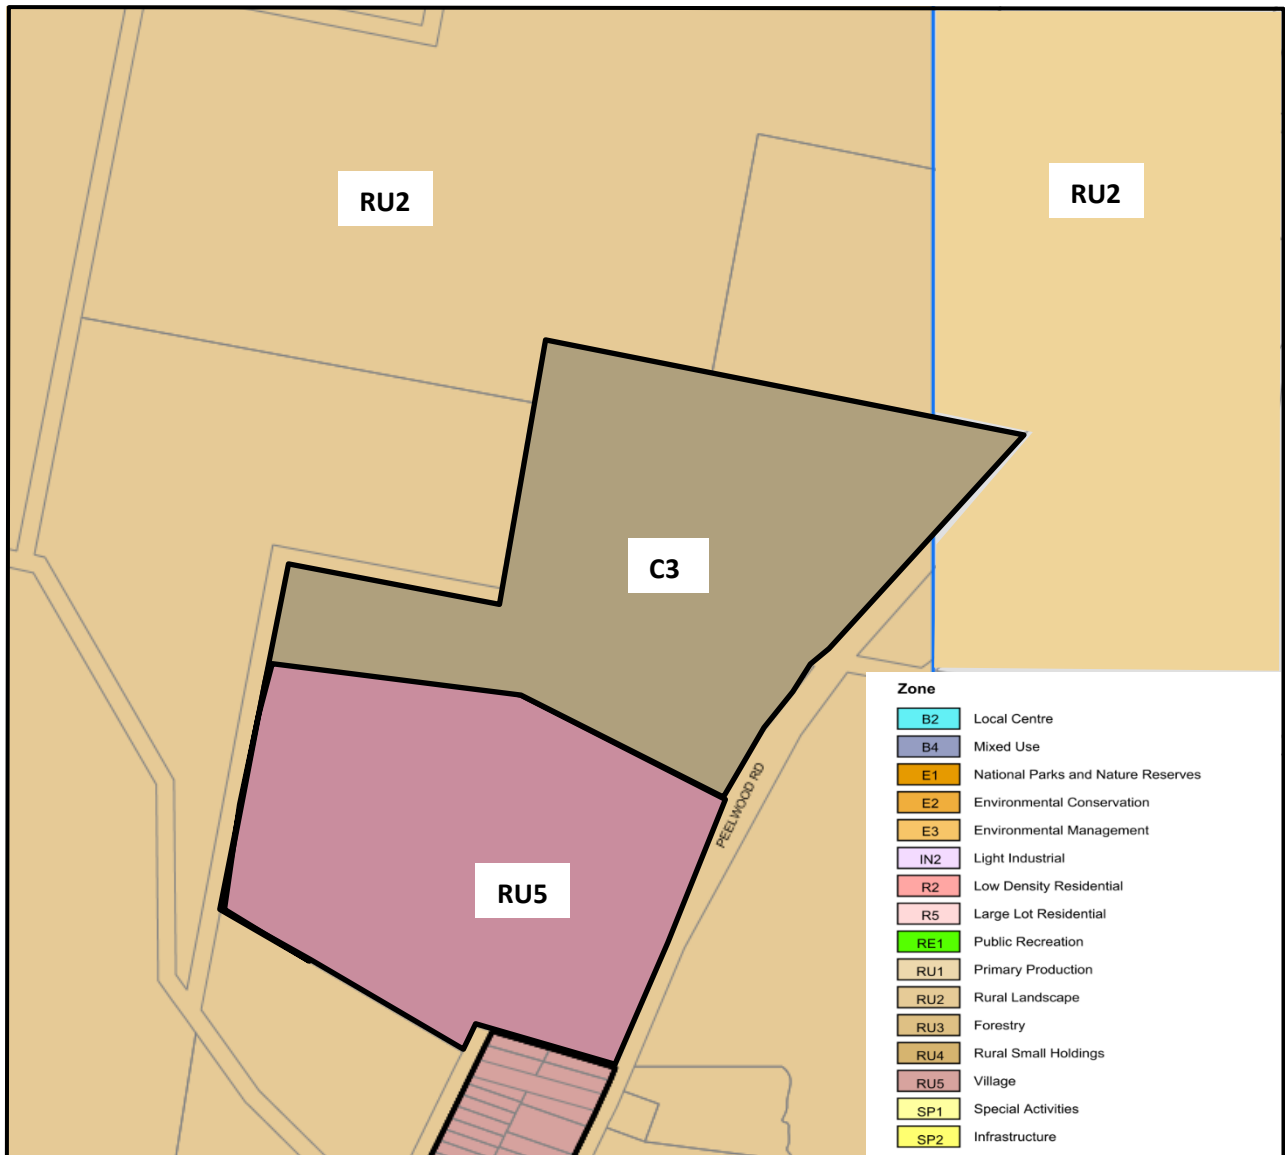 RU2
RU2
C3
PEELWOOD RD
RU5
Zone
B2 Local Centre
B4 Mixed Use
E1 National Parks and Nature Reserves
E2 Environmental Conservation
E3 Environmental Management
IN2 Light Industrial
R2 Low Density Residential
R5 Large Lot Residential
RE1 Public Recreation
RU1 Primary Production
RU2 Rural Landscape
RU3 Forestry
RU4 Rural Small Holdings
RU5 Village
SP1 Special Activities
SP2 Infrastructure